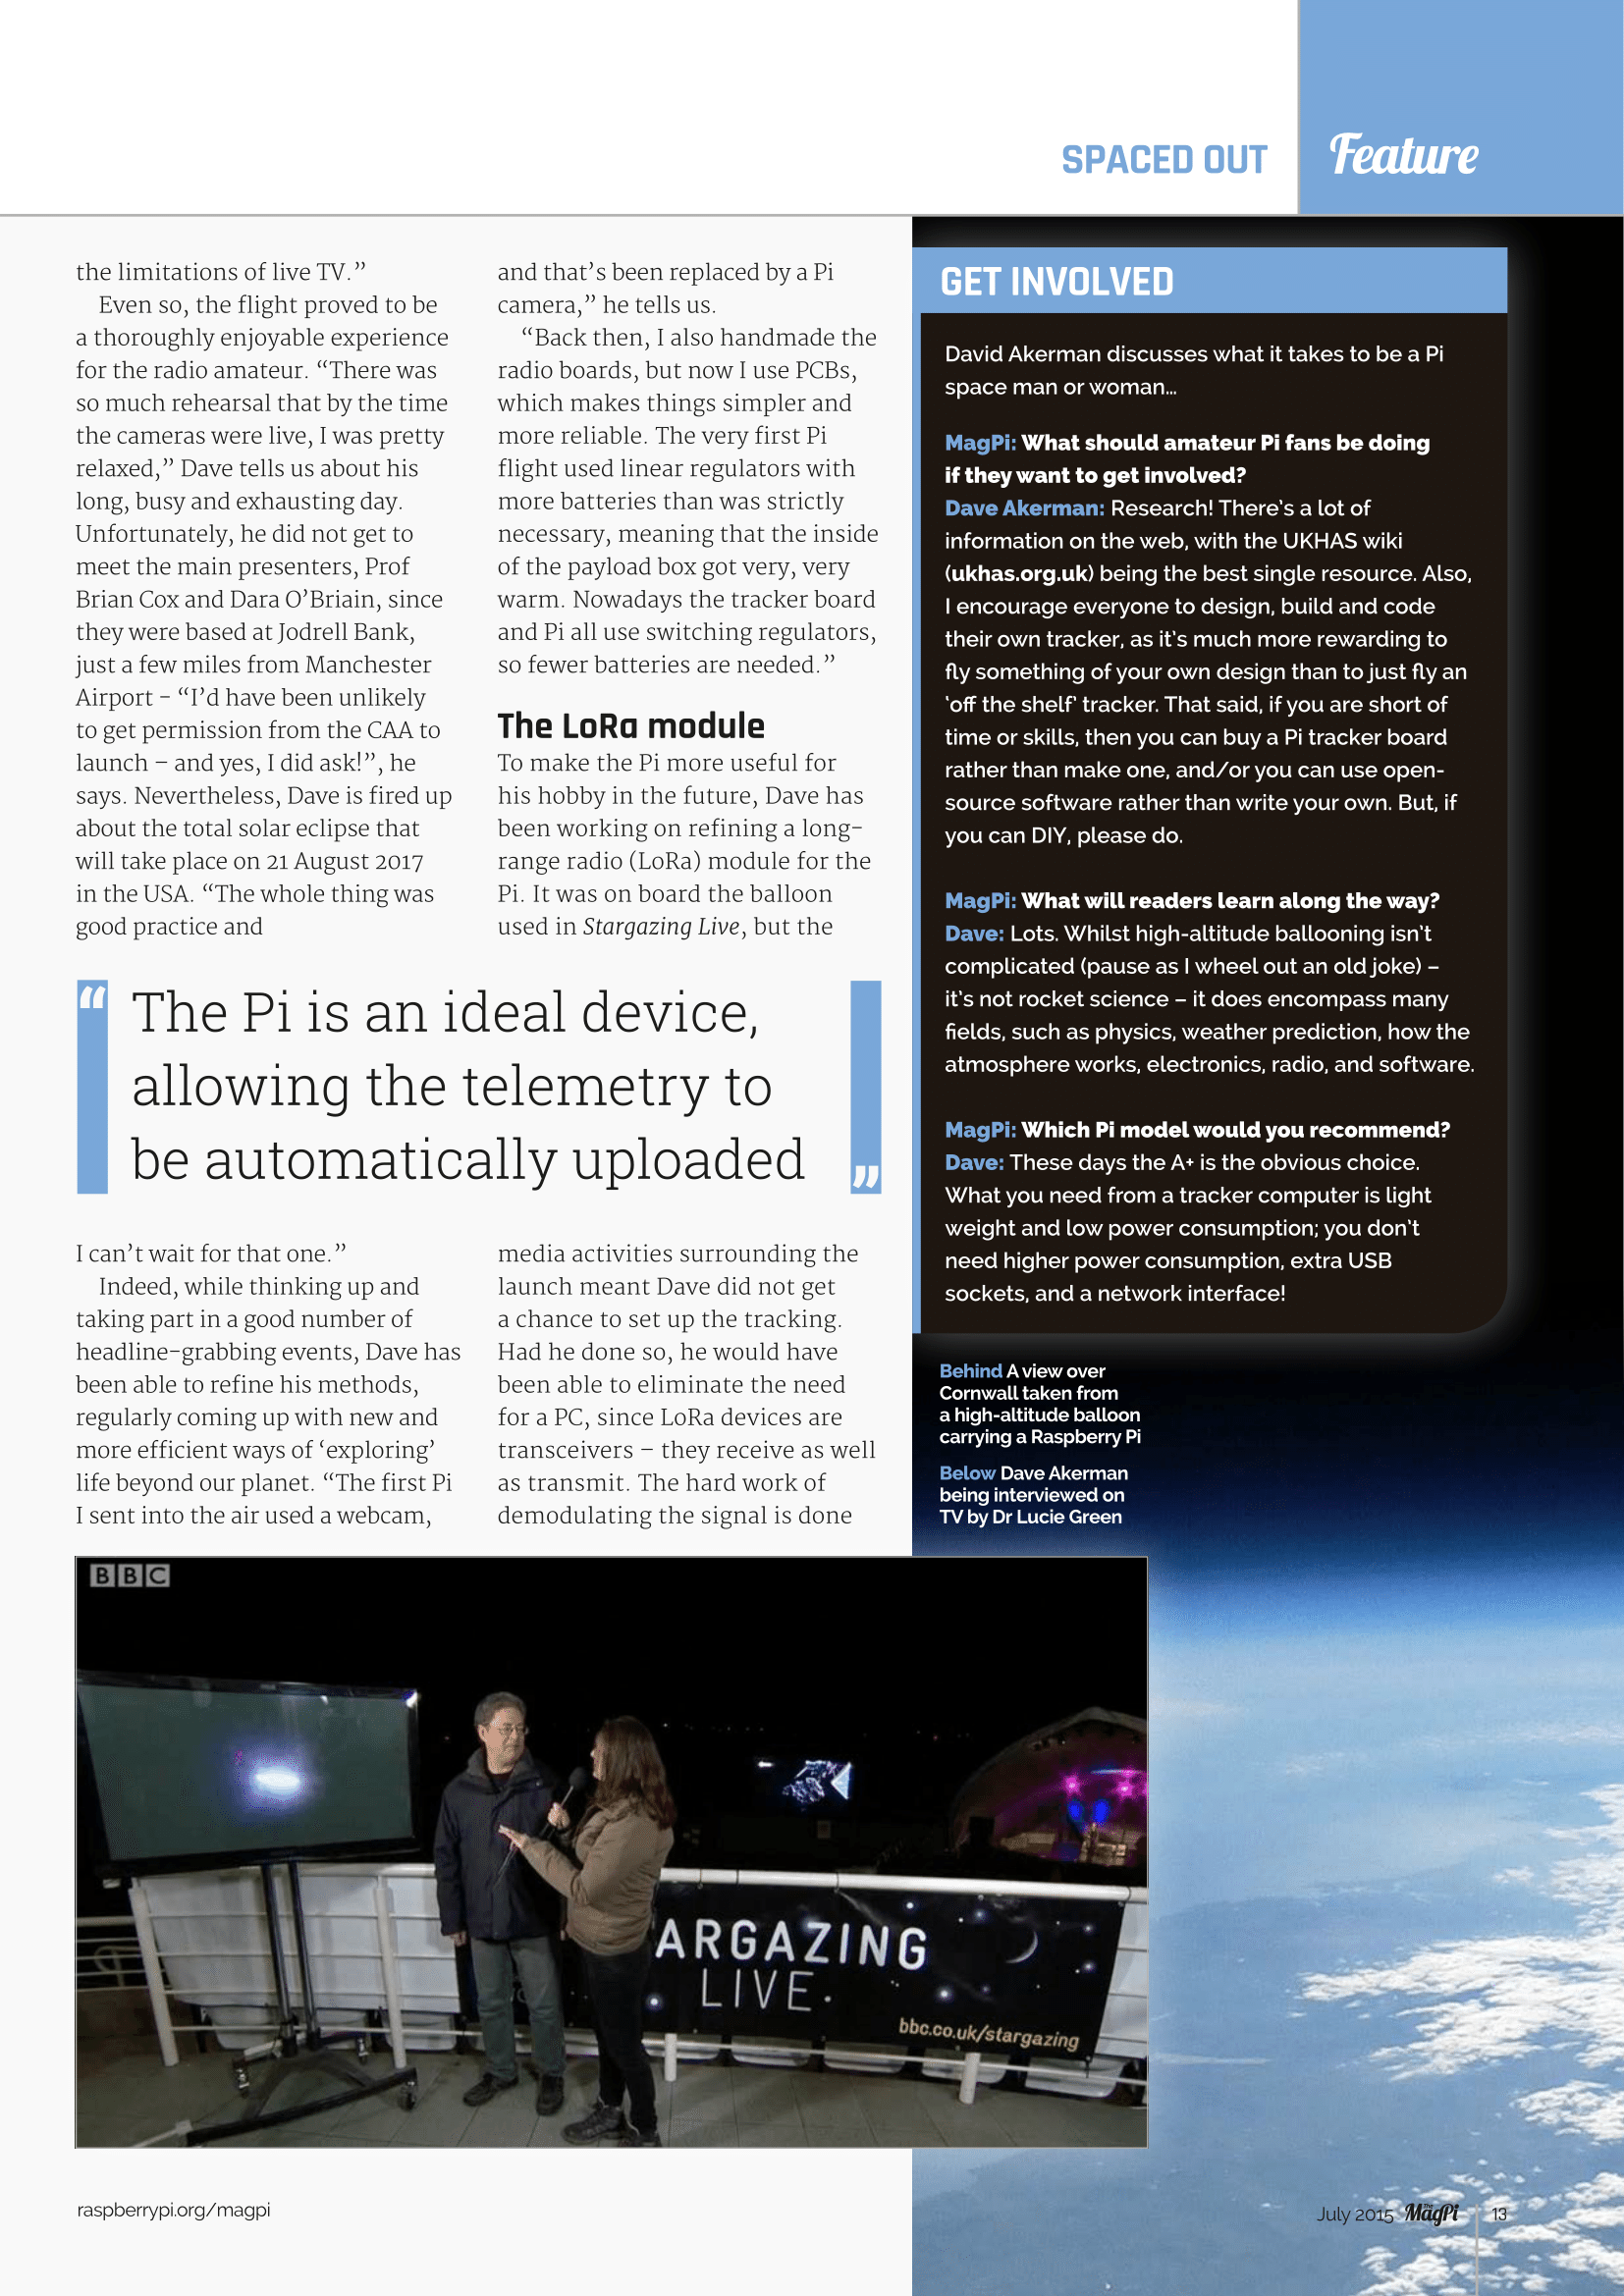 SPACED OUT
Feature
the limitations of live TV.”
Even so, the flight proved to be
a thoroughly enjoyable experience
for the radio amateur. “There was
so much rehearsal that by the time
the cameras were live, I was pretty
relaxed,” Dave tells us about his
long, busy and exhausting day.
Unfortunately, he did not get to
meet the main presenters, Prof
Brian Cox and Dara O’Briain, since
they were based at Jodrell Bank,
just a few miles from Manchester
Airport – “I’d have been unlikely
to get permission from the CAA to
launch – and yes, I did ask!”, he
says. Nevertheless, Dave is fired up
about the total solar eclipse that
will take place on 21 August 2017
in the USA. “The whole thing was
good practice and
“
The Pi is an ideal device,
allowing the telemetry to
be automatically uploaded
”
I can’t wait for that one.”
Indeed, while thinking up and
taking part in a good number of
headline-grabbing events, Dave has
been able to refine his methods,
regularly coming up with new and
more efficient ways of ‘exploring’
life beyond our planet. “The first Pi
I sent into the air used a webcam,
and that’s been replaced by a Pi
camera,” he tells us.
“Back then, I also handmade the
radio boards, but now I use PCBs,
which makes things simpler and
more reliable. The very first Pi
flight used linear regulators with
more batteries than was strictly
necessary, meaning that the inside
of the payload box got very, very
warm. Nowadays the tracker board
and Pi all use switching regulators,
so fewer batteries are needed.”
The LoRa module
To make the Pi more useful for
his hobby in the future, Dave has
been working on refining a long-
range radio (LoRa) module for the
Pi. It was on board the balloon
used in Stargazing Live, but the
media activities surrounding the
launch meant Dave did not get
a chance to set up the tracking.
Had he done so, he would have
been able to eliminate the need
for a PC, since LoRa devices are
transceivers – they receive as well
as transmit. The hard work of
demodulating the signal is done
GET INVOLVED
David Akerman discusses what it takes to be a Pi
space man or woman…
MagPi: What should amateur Pi fans be doing
if they want to get involved?
Dave Akerman: Research! There’s a lot of
information on the web, with the UKHAS wiki
(ukhas.org.uk) being the best single resource. Also,
I encourage everyone to design, build and code
their own tracker, as it’s much more rewarding to
fly something of your own design than to just fly an
‘off the shelf’ tracker. That said, if you are short of
time or skills, then you can buy a Pi tracker board
rather than make one, and/or you can use open-
source software rather than write your own. But, if
you can DIY, please do.
MagPi: What will readers learn along the way?
Dave: Lots. Whilst high-altitude ballooning isn’t
complicated (pause as I wheel out an old joke) –
it’s not rocket science – it does encompass many
fields, such as physics, weather prediction, how the
atmosphere works, electronics, radio, and software.
MagPi: Which Pi model would you recommend?
Dave: These days the A+ is the obvious choice.
What you need from a tracker computer is light
weight and low power consumption; you don’t
need higher power consumption, extra USB
sockets, and a network interface!
Behind A view over
Cornwall taken from
a high-altitude balloon
carrying a Raspberry Pi
Below Dave Akerman
being interviewed on
TV by Dr Lucie Green
BBC
ARGAZING
LIVE
bbc.co.uk/stargazing
raspberrypi.org/magpi
July 2015 The MagPi 13